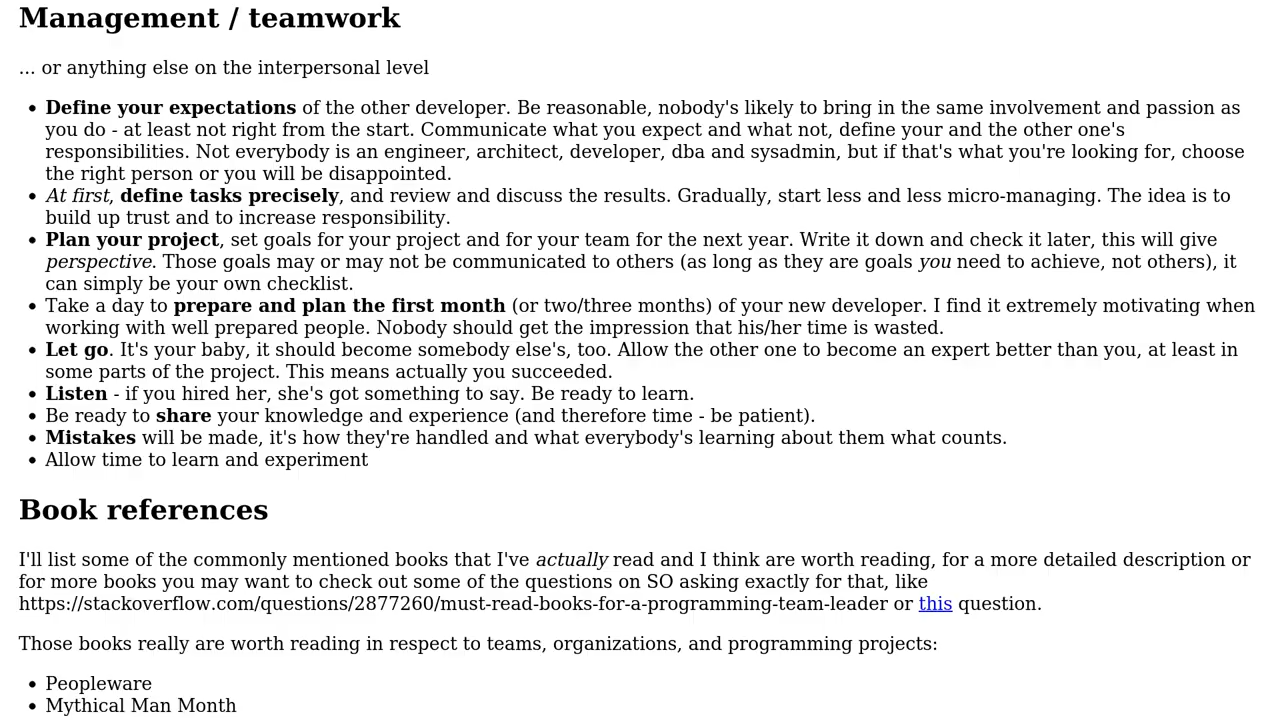 Management / teamwork
... or anything else on the interpersonal level
• Define your expectations of the other developer. Be reasonable, nobody's likely to bring in the same involvement and passion as
you do - at least not right from the start. Communicate what you expect and what not, define your and the other one's
responsibilities. Not everybody is an engineer, architect, developer, dba and sysadmin, but if that's what you're looking for, choose
the right person or you will be disappointed.
• At first, define tasks precisely, and review and discuss the results. Gradually, start less and less micro-managing. The idea is to
build up trust and to increase responsibility.
• Plan your project, set goals for your project and for your team for the next year. Write it down and check it later, this will give
perspective. Those goals may or may not be communicated to others (as long as they are goals you need to achieve, not others), it
can simply be your own checklist.
• Take a day to prepare and plan the first month (or two/three months) of your new developer. I find it extremely motivating when
working with well prepared people. Nobody should get the impression that his/her time is wasted.
• Let go. It's your baby, it should become somebody else's, too. Allow the other one to become an expert better than you, at least in
some parts of the project. This means actually you succeeded.
• Listen - if you hired her, she's got something to say. Be ready to learn.
• Be ready to share your knowledge and experience (and therefore time - be patient).
• Mistakes will be made, it's how they're handled and what everybody's learning about them what counts.
• Allow time to learn and experiment
Book references
I'll list some of the commonly mentioned books that I've actually read and I think are worth reading, for a more detailed description or
for more books you may want to check out some of the questions on SO asking exactly for that, like
https://stackoverflow.com/questions/2877260/must-read-books-for-a-programming-team-leader or this question.
Those books really are worth reading in respect to teams, organizations, and programming projects:
• Peopleware
• Mythical Man Month